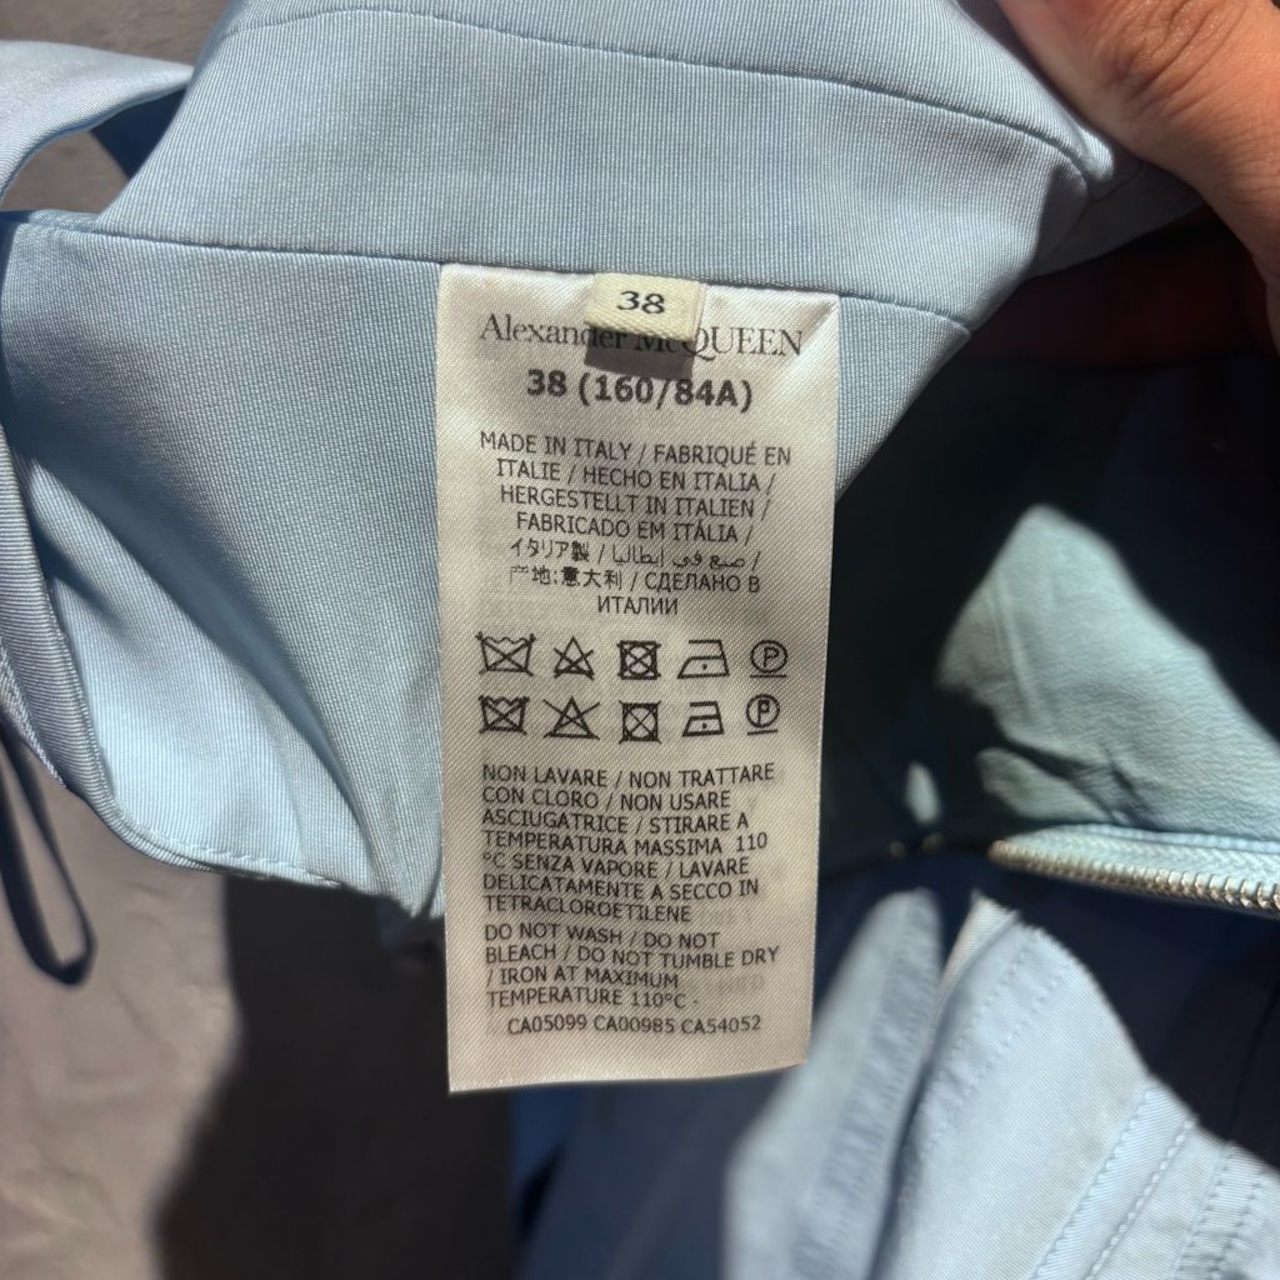 38
Alexander McQUEEN
38 (160/84A)
MADE IN ITALY / FABRIQUÉ EN
ITALIE / HECHO EN ITALIA /
HERGESTELLT IN ITALIEN /
FABRICADO EM ITÁLIA /
イタリア製 / صنع في إيطاليا /
产地:意大利 / СДЕЛАНО В
ИТАЛИИ
P
P
NON LAVARE / NON TRATTARE
CON CLORO / NON USARE
ASCIUGATRICE / STIRARE A
TEMPERATURA MASSIMA 110
°C SENZA VAPORE / LAVARE
DELICATAMENTE A SECCO IN
TETRACLOROETILENE
DO NOT WASH / DO NOT
BLEACH / DO NOT TUMBLE DRY
/ IRON AT MAXIMUM
TEMPERATURE 110°C -
CA05099 CA00985 CA54052